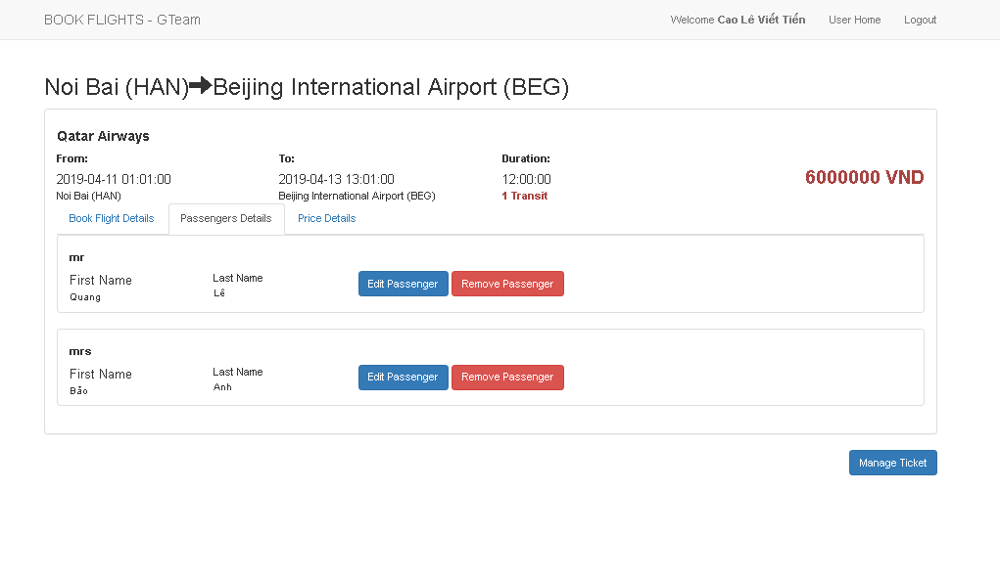 BOOK FLIGHTS - GTeam
Welcome Cao Lê Viết Tiến User Home Logout
Noi Bai (HAN)➔Beijing International Airport (BEG)
Qatar Airways
From: To: Duration:
2019-04-11 01:01:00 2019-04-13 13:01:00 12:00:00 6000000 VND
Noi Bai (HAN) Beijing International Airport (BEG) 1 Transit
Book Flight Details Passengers Details Price Details
mr
First Name Last Name
Quang Lê
Edit Passenger Remove Passenger
mrs
First Name Last Name
Bảo Anh
Edit Passenger Remove Passenger
Manage Ticket